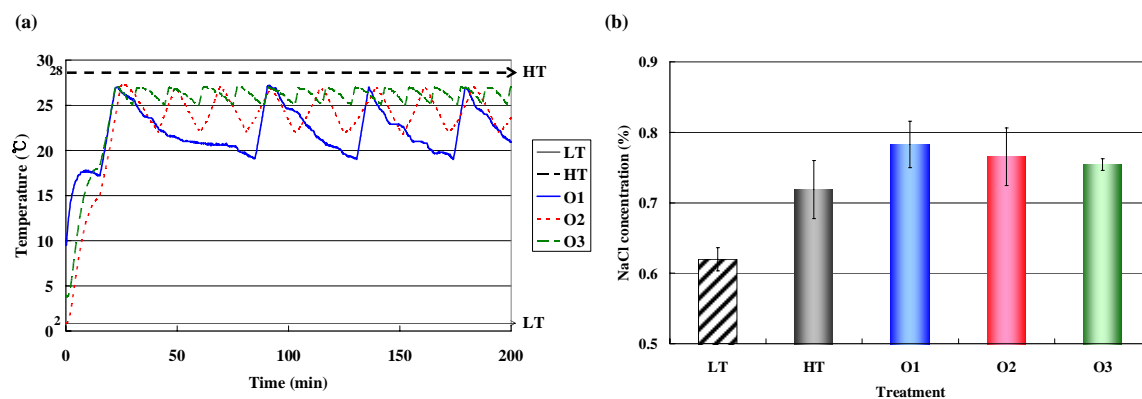 (a)
Temperature (℃)
30
28
25
20
15
10
5
2
0
0 50 100 150 200
Time (min)
HT
LT
LT
HT
O1
O2
O3
(b)
NaCl concentration (%)
0.9
0.8
0.7
0.6
0.5
LT HT O1 O2 O3
Treatment